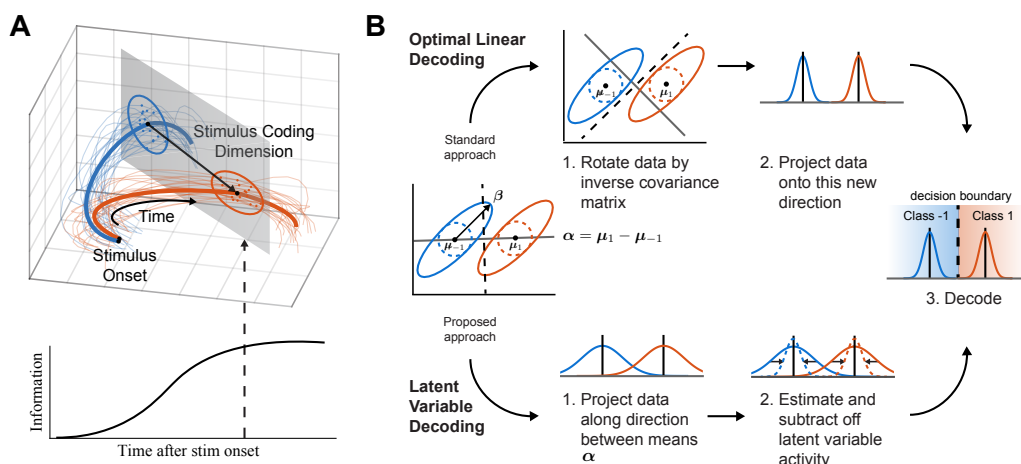 A
Stimulus Coding
Dimension
Time
Stimulus
Onset
Information
Time after stim onset
B
Optimal Linear
Decoding
Standard
approach
μ₋₁
μ₁
1. Rotate data by
inverse covariance
matrix
2. Project data
onto this new
direction
β
μ₋₁
μ₁
α = μ₁ − μ₋₁
decision boundary
Class -1
Class 1
3. Decode
Proposed
approach
Latent
Variable
Decoding
1. Project data
along direction
between means
α
2. Estimate and
subtract off
latent variable
activity